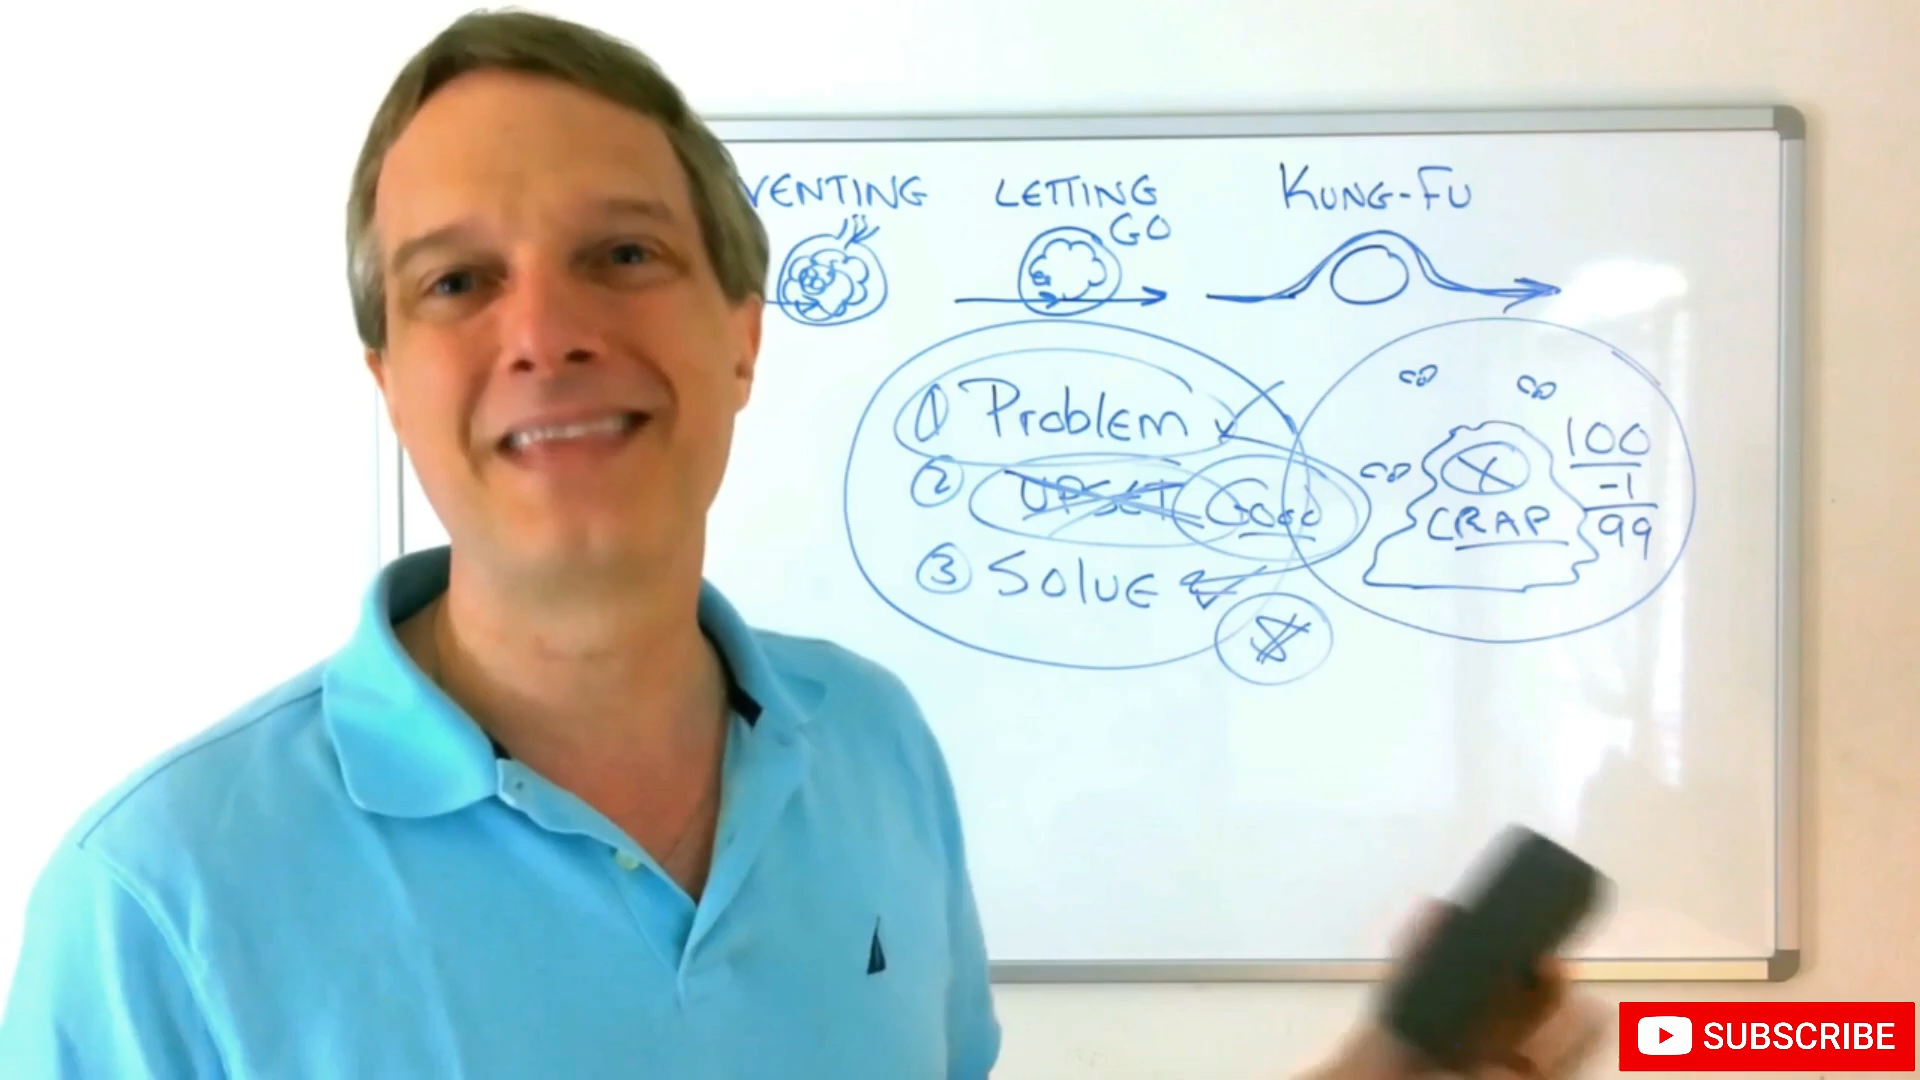 VENTING
LETTING
GO
KUNG-FU
① Problem
② UPSET Good
③ Solve
$
X
CRAP
100
-1
99
SUBSCRIBE